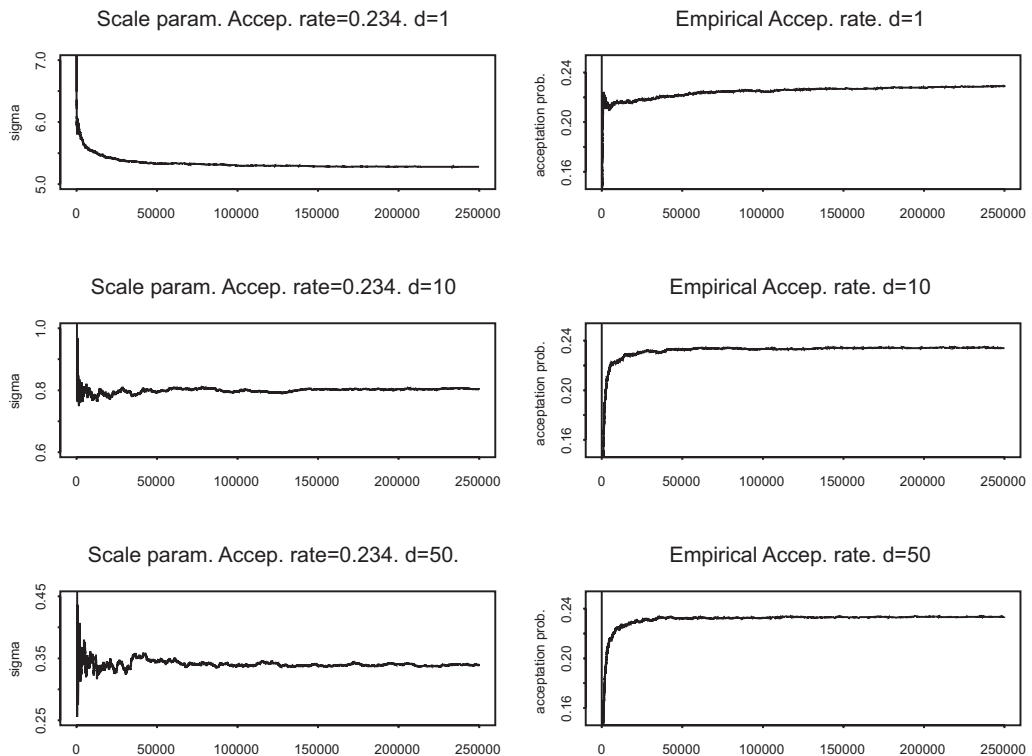 Scale param. Accep. rate=0.234. d=1
sigma
7.0
6.0
5.0
0 50000 100000 150000 200000 250000
Empirical Accep. rate. d=1
acceptation prob.
0.24
0.20
0.16
0 50000 100000 150000 200000 250000
Scale param. Accep. rate=0.234. d=10
sigma
1.0
0.8
0.6
0 50000 100000 150000 200000 250000
Empirical Accep. rate. d=10
acceptation prob.
0.24
0.20
0.16
0 50000 100000 150000 200000 250000
Scale param. Accep. rate=0.234. d=50.
sigma
0.45
0.35
0.25
0 50000 100000 150000 200000 250000
Empirical Accep. rate. d=50
acceptation prob.
0.24
0.20
0.16
0 50000 100000 150000 200000 250000